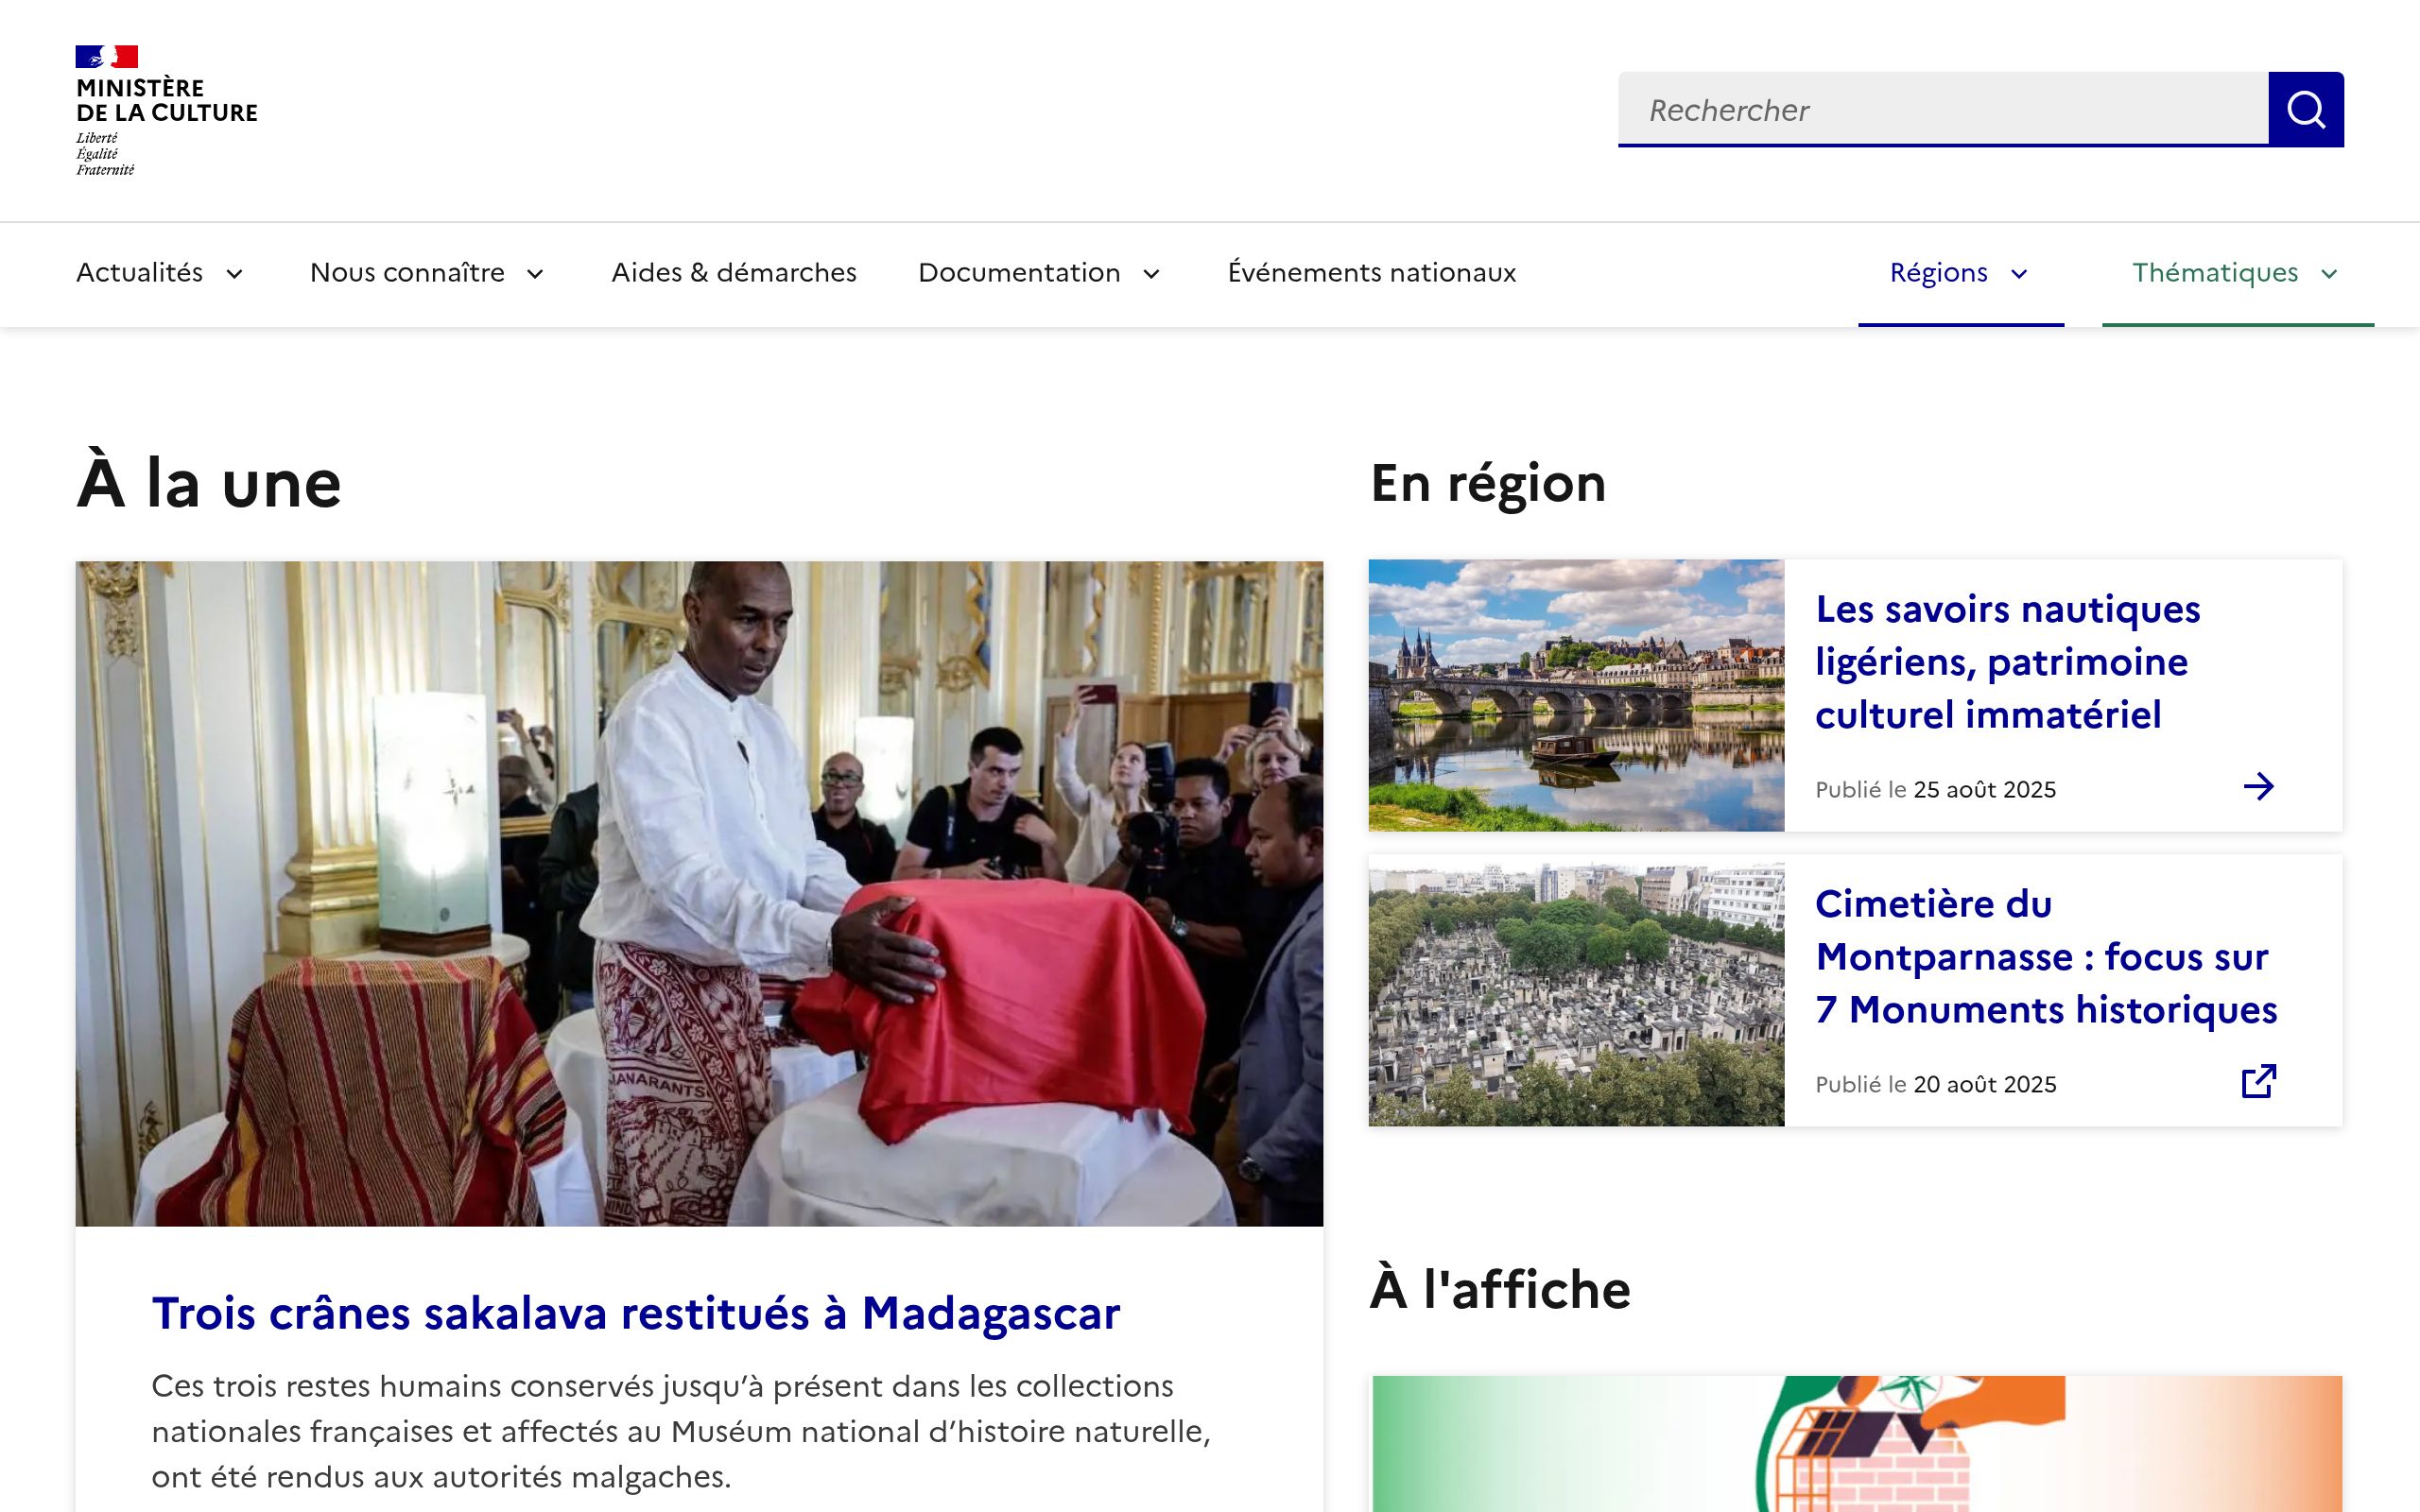 MINISTÈRE
DE LA CULTURE
Liberté
Égalité
Fraternité
Rechercher
Actualités
Nous connaître
Aides & démarches
Documentation
Événements nationaux
Régions
Thématiques
À la une
ANARANTS
Trois crânes sakalava restitués à Madagascar
Ces trois restes humains conservés jusqu’à présent dans les collections
nationales françaises et affectés au Muséum national d’histoire naturelle,
ont été rendus aux autorités malgaches.
En région
Les savoirs nautiques
ligériens, patrimoine
culturel immatériel
Publié le 25 août 2025
Cimetière du
Montparnasse : focus sur
7 Monuments historiques
Publié le 20 août 2025
À l'affiche